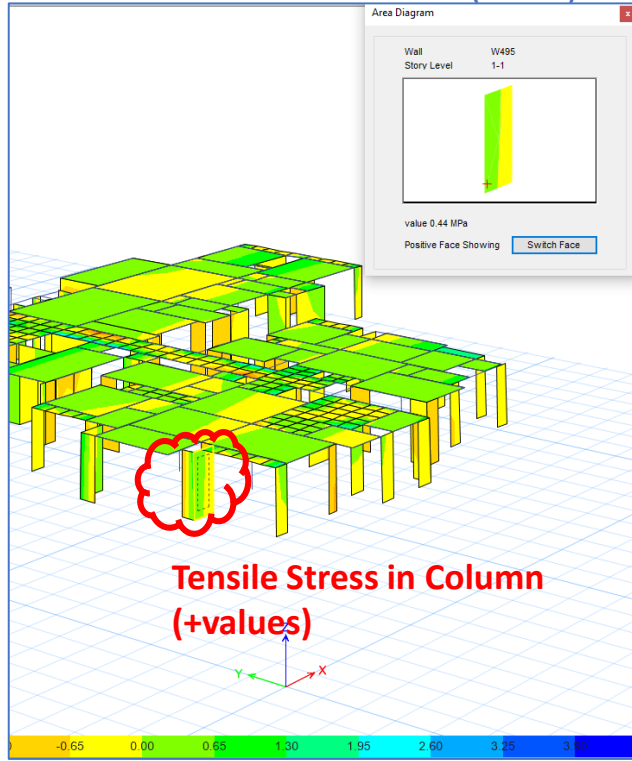 Area Diagram
x
Wall W495
Story Level 1-1
value 0.44 MPa
Positive Face Showing Switch Face
Tensile Stress in Column
(+values)
Z
Y X
-0.65 0.00 0.65 1.30 1.95 2.60 3.25